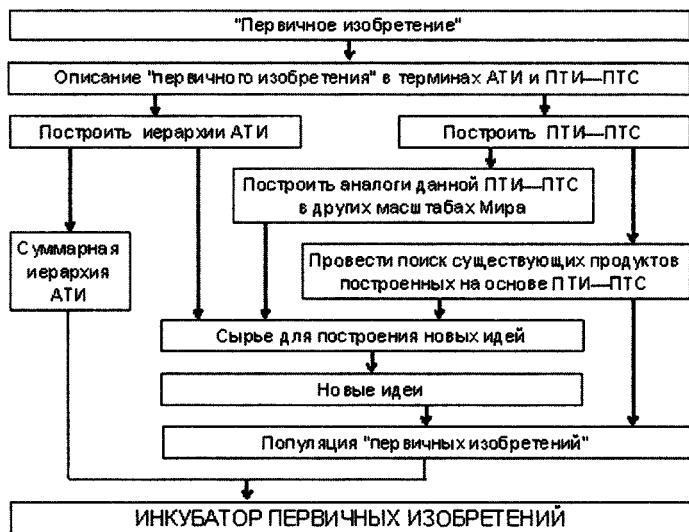 "Первичное изобретение"
Описание "первичного изобретения" в терминах АТИ и ПТИ—ПТС
Построить иерархии АТИ
Построить ПТИ—ПТС
Построить аналоги данной ПТИ—ПТС
в других масштабах Мира
Суммарная
иерархия
АТИ
Провести поиск существующих продуктов
построенных на основе ПТИ—ПТС
Сырье для построения новых идей
Новые идеи
Популяция "первичных изобретений"
ИНКУБАТОР ПЕРВИЧНЫХ ИЗОБРЕТЕНИЙ